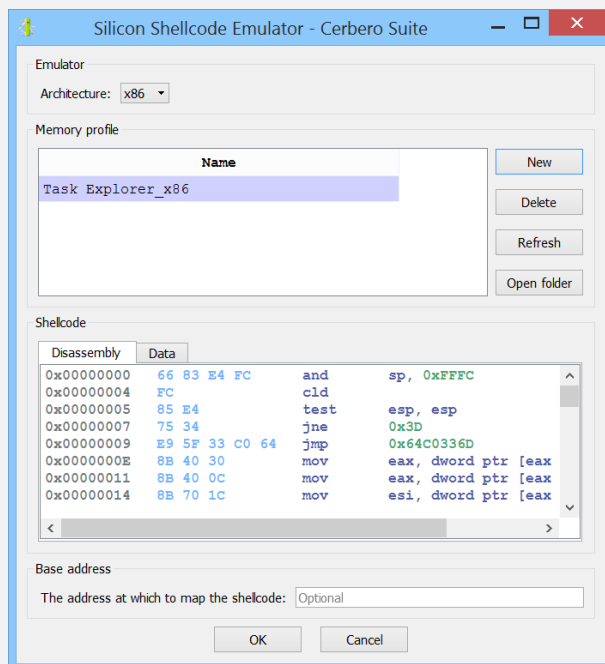 Silicon Shellcode Emulator - Cerbero Suite
Emulator
Architecture: x86
Memory profile
Name
Task Explorer_x86
New
Delete
Refresh
Open folder
Shellcode
Disassembly Data
0x00000000 66 83 E4 FC and sp, 0xFFFC
0x00000004 FC cld
0x00000005 85 E4 test esp, esp
0x00000007 75 34 jne 0x3D
0x00000009 E9 5F 33 C0 64 jmp 0x64C0336D
0x0000000E 8B 40 30 mov eax, dword ptr [eax
0x00000011 8B 40 0C mov eax, dword ptr [eax
0x00000014 8B 70 1C mov esi, dword ptr [eax
Base address
The address at which to map the shellcode: Optional
OK Cancel